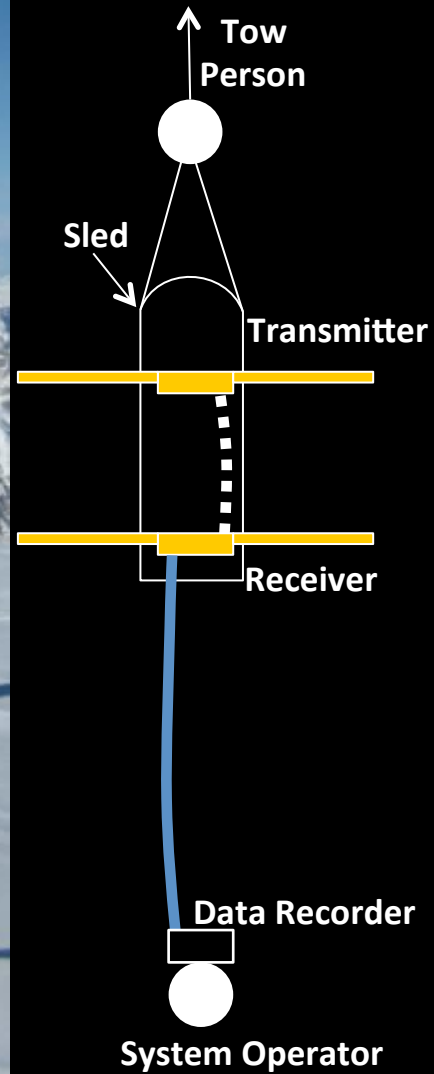 Tow
Person
Sled
Transmitter
Receiver
Data Recorder
System Operator